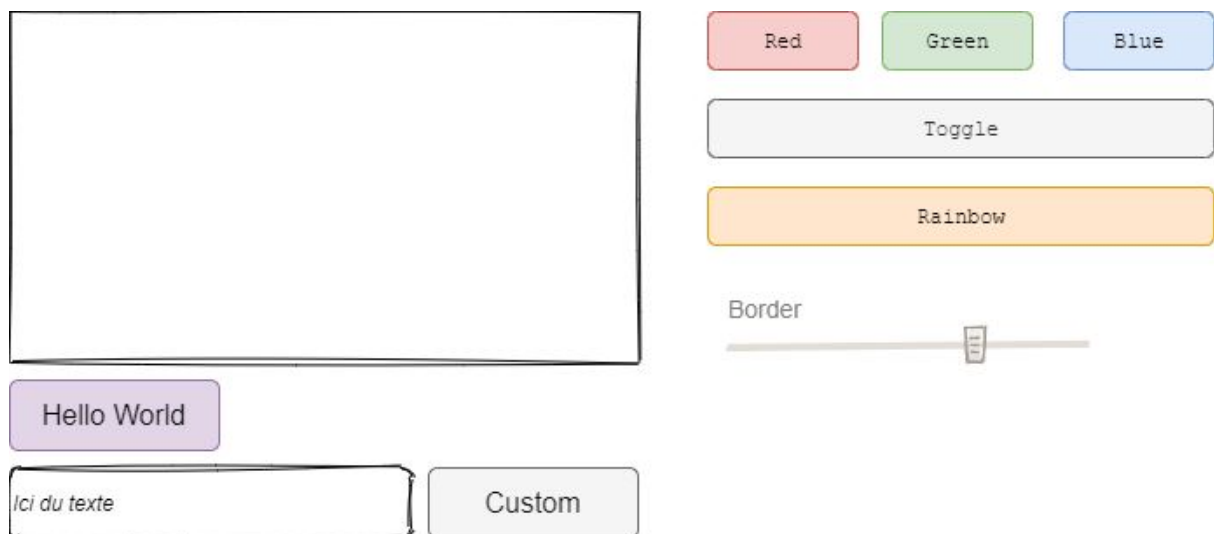 Red
Green
Blue
Toggle
Rainbow
Border
Hello World
Ici du texte
Custom